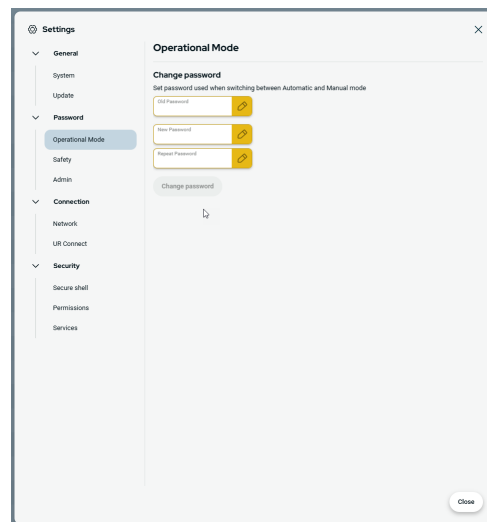 Settings
General
System
Update
Password
Operational Mode
Safety
Admin
Connection
Network
UR Connect
Security
Secure shell
Permissions
Services
Operational Mode
Change password
Set password used when switching between Automatic and Manual mode
Old Password
New Password
Repeat Password
Change password
Close